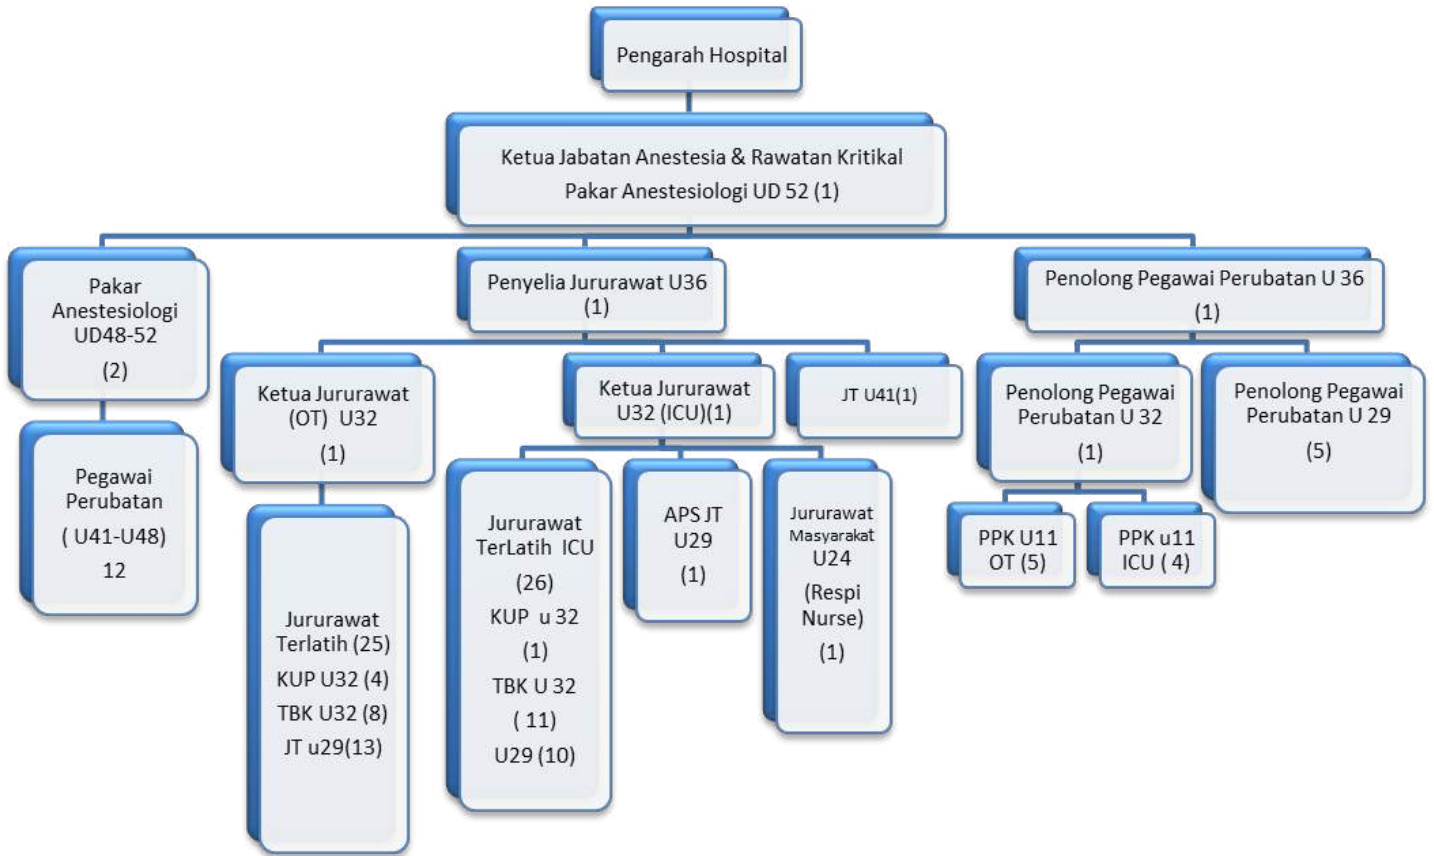 Pengarah Hospital
Ketua Jabatan Anestesia & Rawatan Kritikal
Pakar Anestesiologi UD 52 (1)
Pakar
Anestesiologi
UD48-52
(2)
Pegawai
Perubatan
( U41-U48)
12
Penyelia Jururawat U36
(1)
Ketua Jururawat
(OT) U32
(1)
Jururawat
Terlatih (25)
KUP U32 (4)
TBK U32 (8)
JT u29(13)
Ketua Jururawat
U32 (ICU)(1)
Jururawat
TerLatih ICU
(26)
KUP u 32
(1)
TBK U 32
( 11)
U29 (10)
APS JT
U29
(1)
Jururawat
Masyarakat
U24
(Respi
Nurse)
(1)
JT U41(1)
Penolong Pegawai Perubatan U 36
(1)
Penolong Pegawai
Perubatan U 32
(1)
PPK U11
OT (5)
PPK u11
ICU ( 4)
Penolong Pegawai
Perubatan U 29
(5)